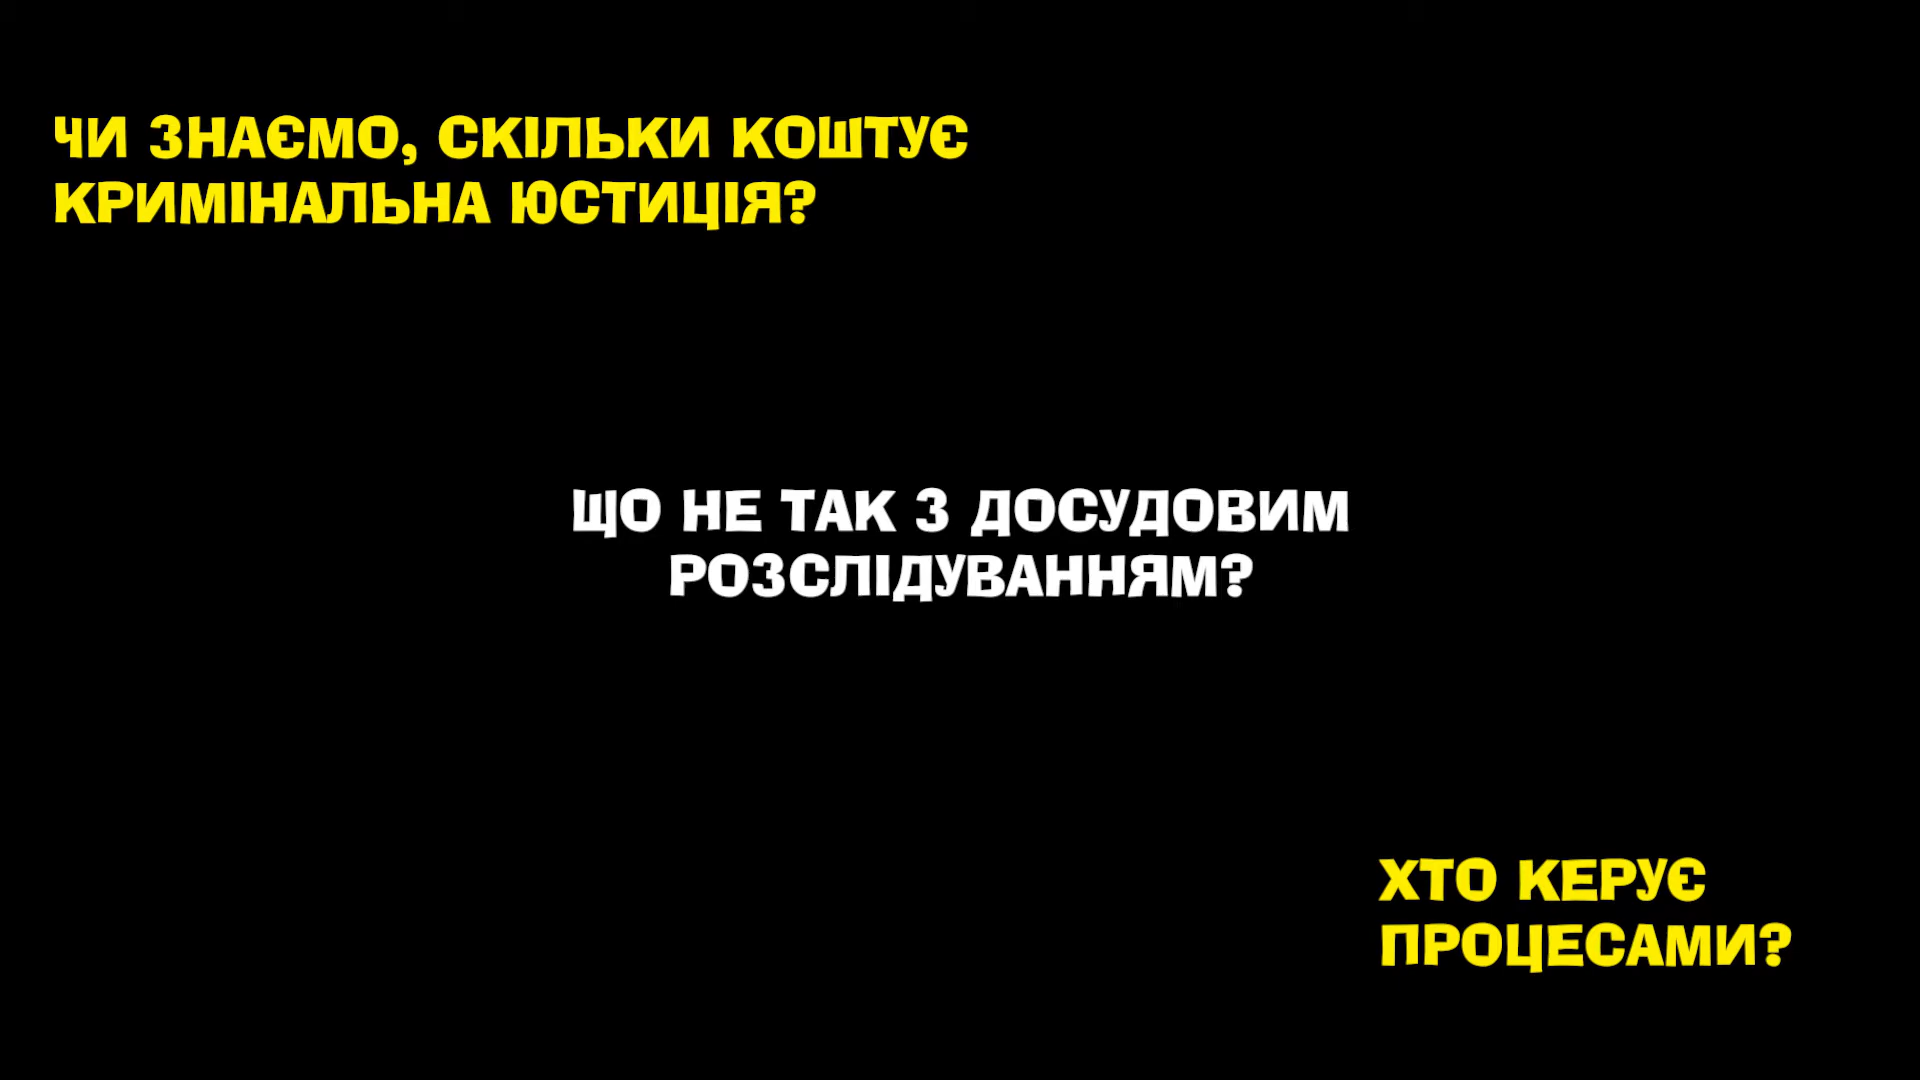 ЧИ ЗНАЄМО, СКІЛЬКИ КОШТУЄ
КРИМІНАЛЬНА ЮСТИЦІЯ?
ЩО НЕ ТАК З ДОСУДОВИМ
РОЗСЛІДУВАННЯМ?
ХТО КЕРУЄ
ПРОЦЕСАМИ?